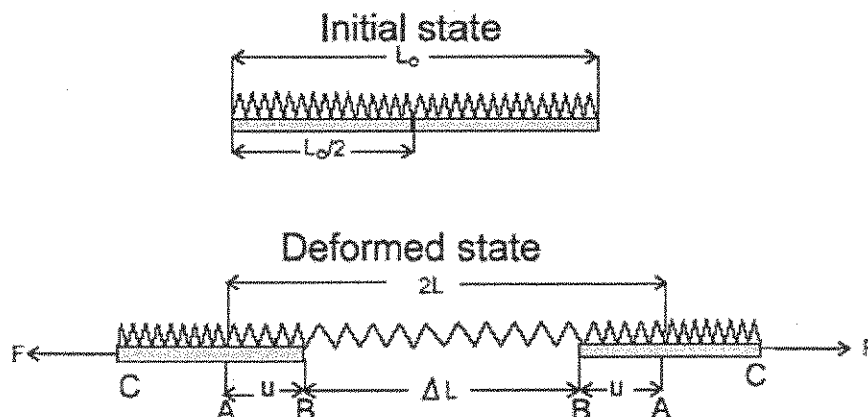 Initial state
L₀
L₀/2
Deformed state
2L
F F
C C
u ΔL u
A B B A